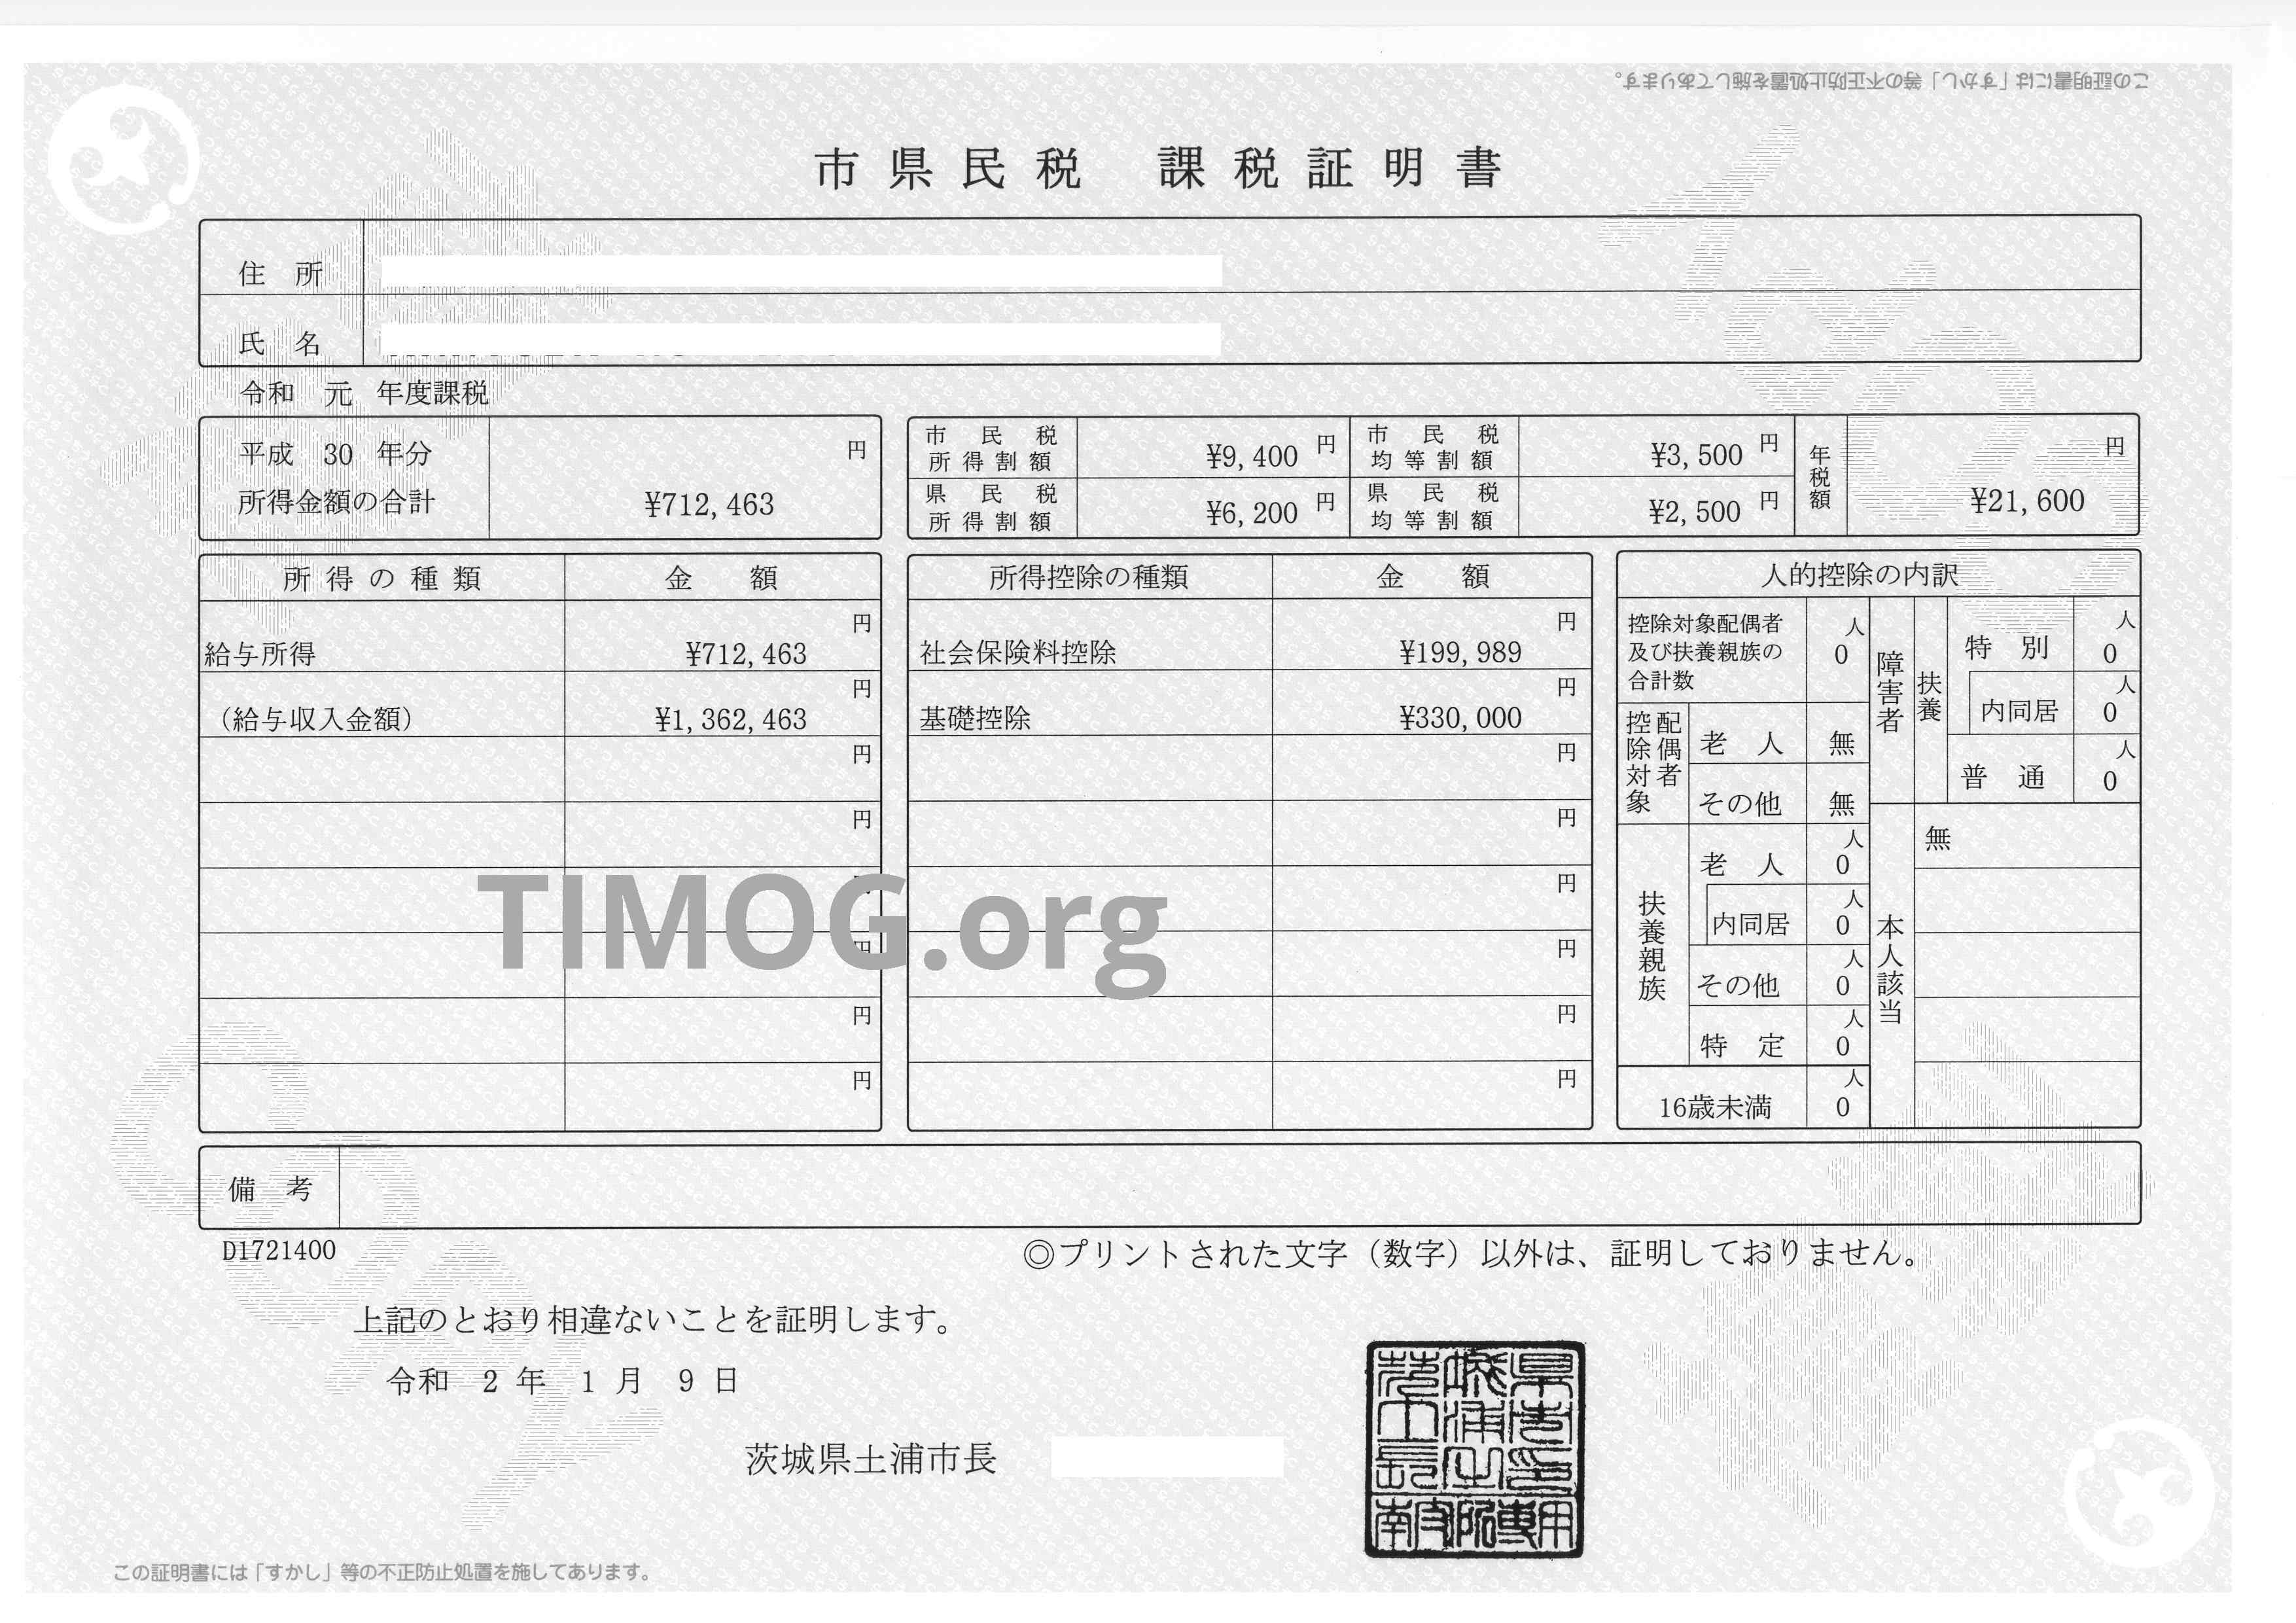 この証明書には「すかし」等の不正防止処置を施してあります。
市県民税 課税証明書
住所
氏名
令和 元 年度課税
平成 30 年分 円
所得金額の合計 ¥712,463
市民税所得割額 ¥9,400 円
市民税均等割額 ¥3,500 円
県民税所得割額 ¥6,200 円
県民税均等割額 ¥2,500 円
年税額 ¥21,600 円
所得の種類 金額
給与所得 ¥712,463 円
(給与収入金額) ¥1,362,463 円
円
円
円
円
円
円
所得控除の種類 金額
社会保険料控除 ¥199,989 円
基礎控除 ¥330,000 円
円
円
円
円
円
円
人的控除の内訳
控除対象配偶者
及び扶養親族の
合計数 0 人
控除対象配偶者
老人 無
その他 無
扶養親族
老人 0 人
内同居 0 人
その他 0 人
特定 0 人
16歳未満 0 人
障害者
扶養
特別 0 人
内同居 0 人
普通 0 人
本人該当
無
TIMOG.org
備考
D1721400
◎プリントされた文字(数字)以外は、証明しておりません。
上記のとおり相違ないことを証明します。
令和 2 年 1 月 9 日
茨城県土浦市長
茨城県
土浦市
長之印
南支所専用
この証明書には「すかし」等の不正防止処置を施してあります。